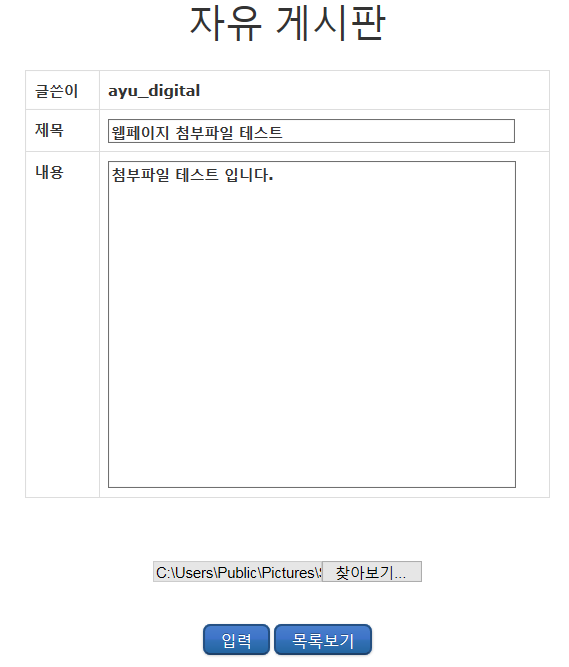 자유 게시판
글쓴이 ayu_digital
제목 웹페이지 첨부파일 테스트
내용 첨부파일 테스트 입니다.
C:\Users\Public\Pictures\ 찾아보기...
입력 목록보기